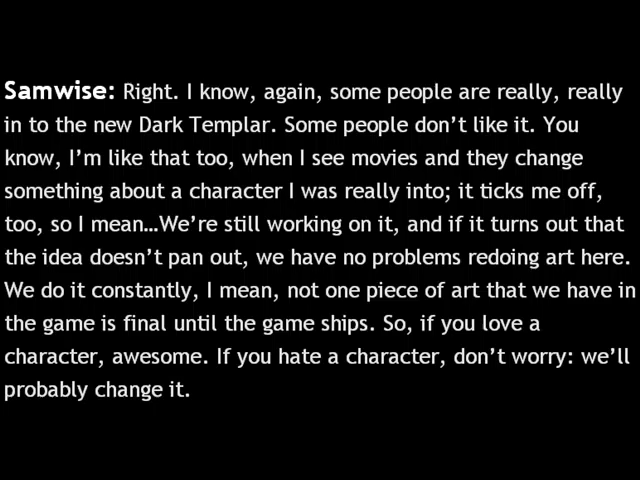 Samwise: Right. I know, again, some people are really, really
in to the new Dark Templar. Some people don't like it. You
know, I'm like that too, when I see movies and they change
something about a character I was really into; it ticks me off,
too, so I mean…We're still working on it, and if it turns out that
the idea doesn't pan out, we have no problems redoing art here.
We do it constantly, I mean, not one piece of art that we have in
the game is final until the game ships. So, if you love a
character, awesome. If you hate a character, don't worry: we'll
probably change it.